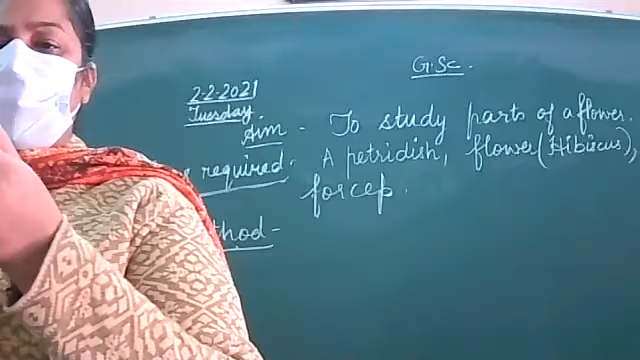 G.Sc.
2-2-2021
Tuesday
Aim - To study parts of a flower.
required - A petridish, flower (Hibiscus),
forcep.
thod -